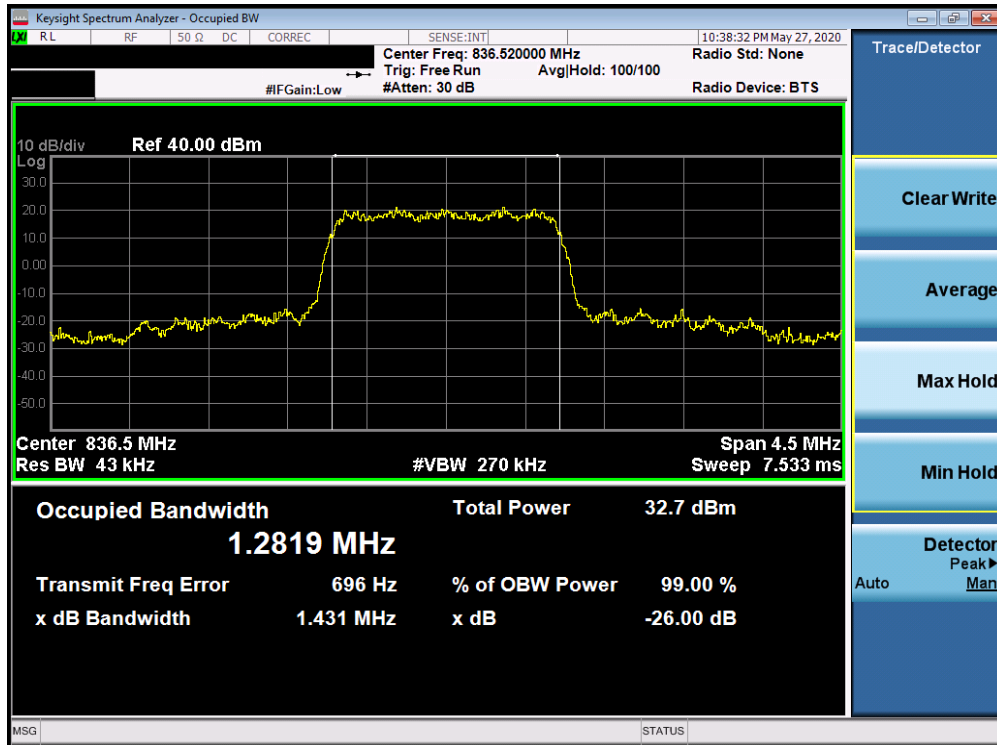 Keysight Spectrum Analyzer - Occupied BW
LXI RL RF 50 Ω DC CORREC SENSE:INT 10:38:32 PM May 27, 2020
Center Freq: 836.520000 MHz Radio Std: None
Trig: Free Run Avg|Hold: 100/100
#IFGain:Low #Atten: 30 dB Radio Device: BTS
10 dB/div Ref 40.00 dBm
Log
30.0
20.0
10.0
0.00
-10.0
-20.0
-30.0
-40.0
-50.0
Center 836.5 MHz Span 4.5 MHz
Res BW 43 kHz #VBW 270 kHz Sweep 7.533 ms
Occupied Bandwidth Total Power 32.7 dBm
1.2819 MHz
Transmit Freq Error 696 Hz % of OBW Power 99.00 %
x dB Bandwidth 1.431 MHz x dB -26.00 dB
MSG STATUS
Trace/Detector
Clear Write
Average
Max Hold
Min Hold
Detector
Peak▶
Auto Man